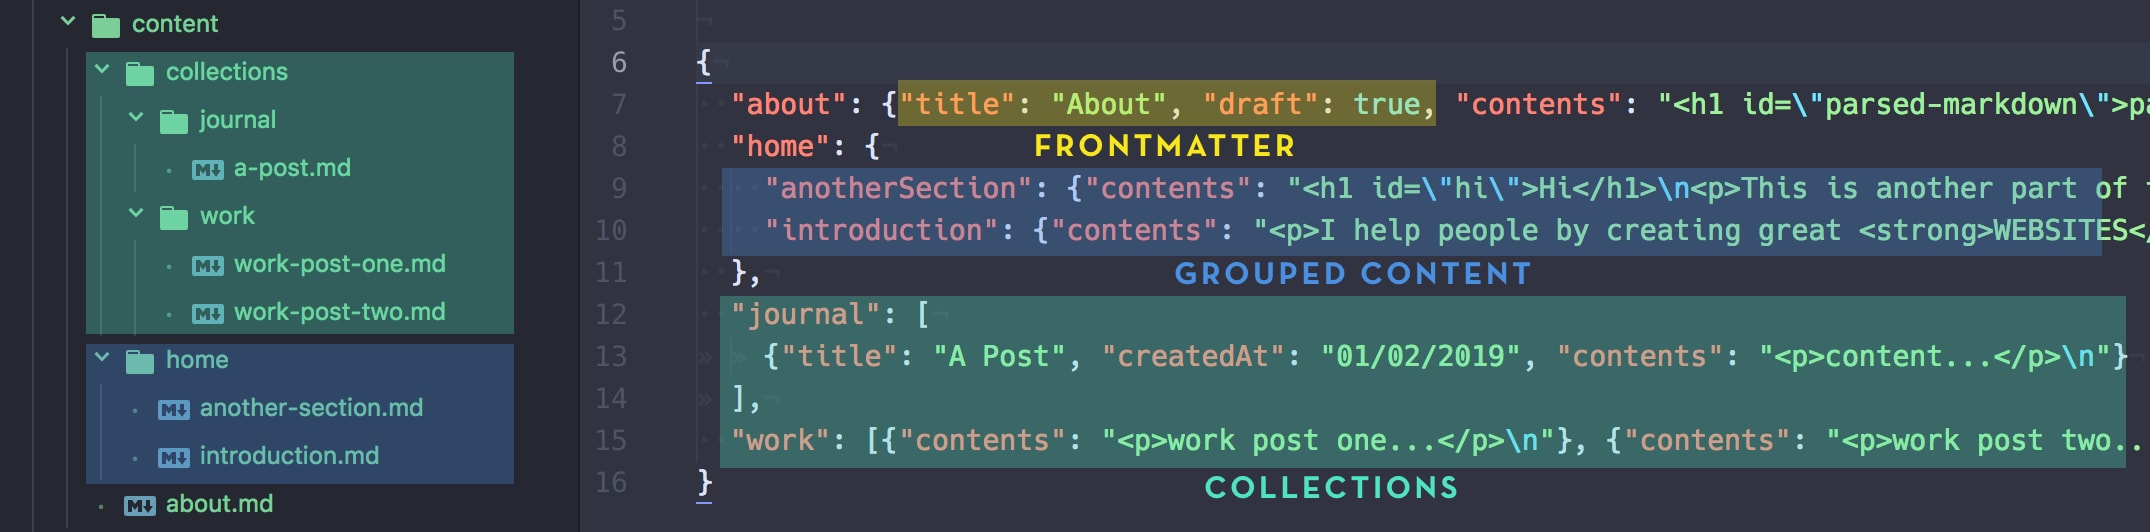 content
collections
journal
a-post.md
work
work-post-one.md
work-post-two.md
home
another-section.md
introduction.md
about.md
5
6 {
7 "about": {"title": "About", "draft": true, "contents": "<h1 id=\"parsed-markdown\">pa
FRONTMATTER
8 "home": {
9 "anotherSection": {"contents": "<h1 id=\"hi\">Hi</h1>\n<p>This is another part of
10 "introduction": {"contents": "<p>I help people by creating great <strong>WEBSITES</
11 },
GROUPED CONTENT
12 "journal": [
13 {"title": "A Post", "createdAt": "01/02/2019", "contents": "<p>content...</p>\n"}
14 ],
15 "work": [{"contents": "<p>work post one...</p>\n"}, {"contents": "<p>work post two..
16 }
COLLECTIONS